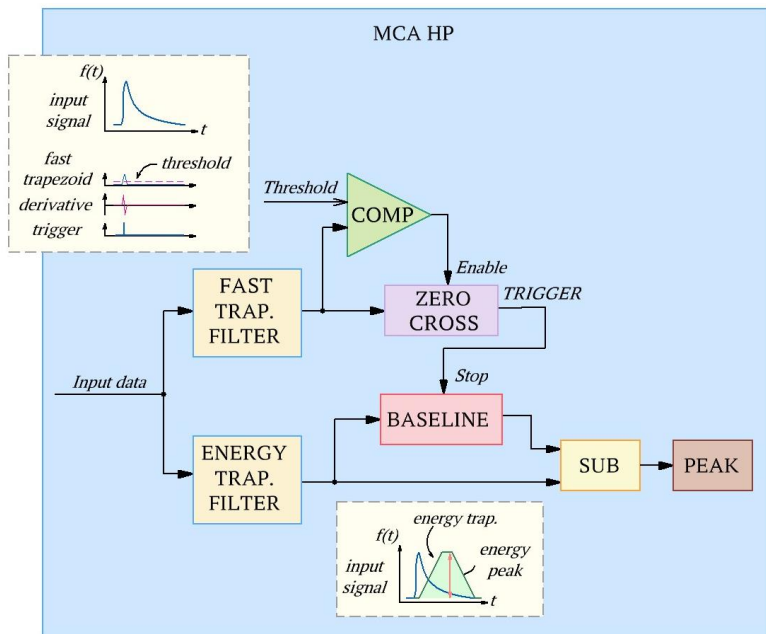 MCA HP
f(t)
input
signal
t
fast
trapezoid
threshold
derivative
trigger
Threshold
COMP
Enable
FAST
TRAP.
FILTER
ZERO
CROSS
TRIGGER
Input data
Stop
BASELINE
ENERGY
TRAP.
FILTER
SUB
PEAK
energy trap.
f(t)
energy
peak
input
signal
t